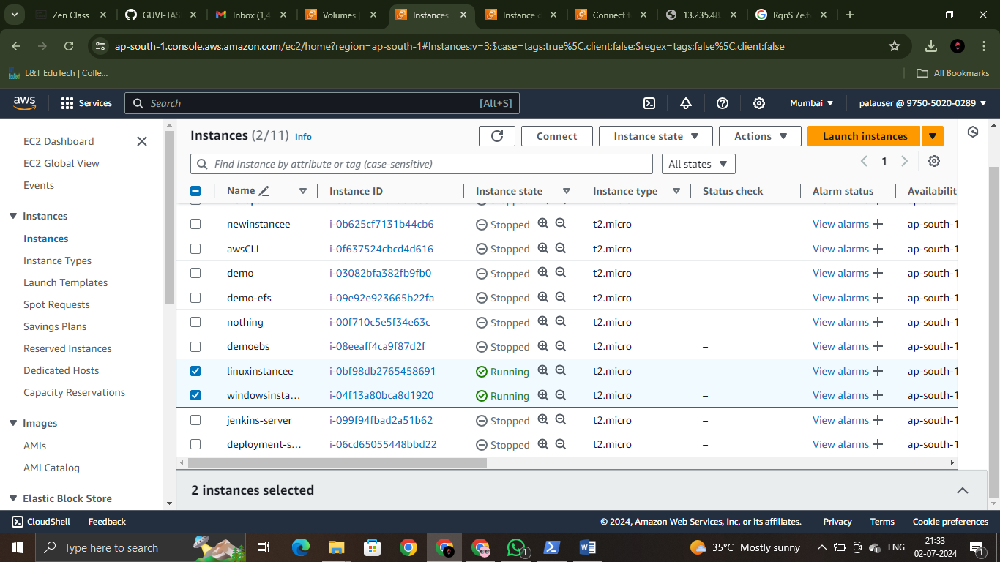 Zen Class
GUVI-TAS
Inbox (1,4
Volumes
Instances
Instance c
Connect t
13.235.48
RqnSi7e.f
ap-south-1.console.aws.amazon.com/ec2/home?region=ap-south-1#Instances:v=3;$case=tags:true%5C,client:false;$regex=tags:false%5C,client:false
L&T EduTech | Colle...
All Bookmarks
aws
Services
Search
[Alt+S]
Mumbai
palauser @ 9750-5020-0289
EC2 Dashboard
EC2 Global View
Events
Instances
Instances
Instance Types
Launch Templates
Spot Requests
Savings Plans
Reserved Instances
Dedicated Hosts
Capacity Reservations
Images
AMIs
AMI Catalog
Elastic Block Store
Instances (2/11) Info
Connect
Instance state
Actions
Launch instances
Find Instance by attribute or tag (case-sensitive)
All states
1
Name Instance ID Instance state Instance type Status check Alarm status Availability
newinstancee i-0b625cf7131b44cb6 Stopped t2.micro – View alarms + ap-south-1
awsCLI i-0f637524cbcd4d616 Stopped t2.micro – View alarms + ap-south-1
demo i-03082bfa382fb9fb0 Stopped t2.micro – View alarms + ap-south-1
demo-efs i-09e92e923665b22fa Stopped t2.micro – View alarms + ap-south-1
nothing i-00f710c5e5f34e63c Stopped t2.micro – View alarms + ap-south-1
demoebs i-08eeaff4ca9f87d2f Stopped t2.micro – View alarms + ap-south-1
linuxinstancee i-0bf98db2765458691 Running t2.micro – View alarms + ap-south-1
windowsinsta... i-04f13a80bca8d1920 Running t2.micro – View alarms + ap-south-1
jenkins-server i-099f94fbad2a51b62 Stopped t2.micro – View alarms + ap-south-1
deployment-s... i-06cd65055448bbd22 Stopped t2.micro – View alarms + ap-south-1
2 instances selected
CloudShell
Feedback
© 2024, Amazon Web Services, Inc. or its affiliates.
Privacy
Terms
Cookie preferences
Type here to search
1
35°C Mostly sunny
ENG
21:33
02-07-2024
1